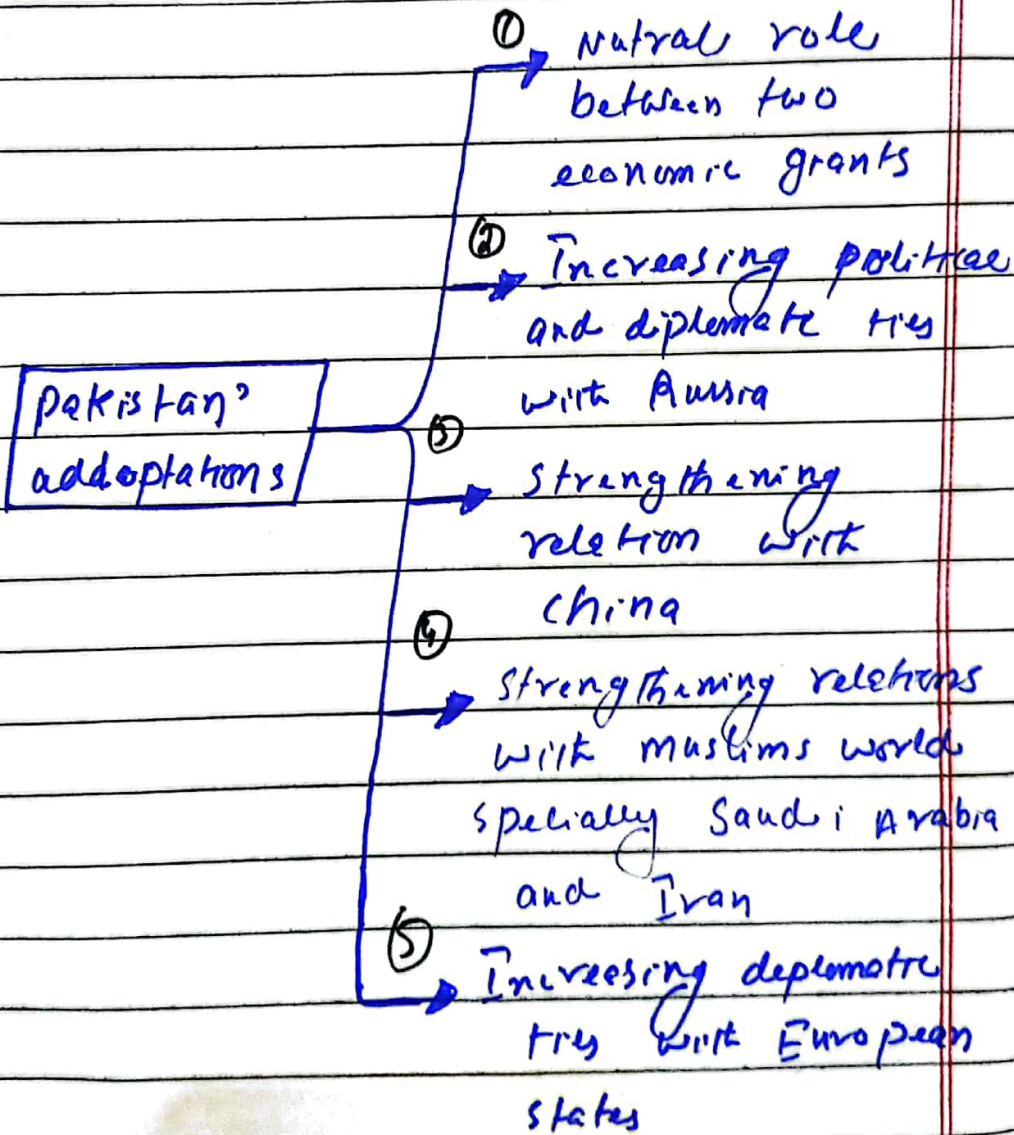 Pakistan'
addoptations
① Nutral role
between two
economic grants
② Increasing political
and diplomate ties
with Russia
③ Strengthening
relation with
China
④ Strengthening relations
with muslims world
specially Saudi Arabia
and Iran
⑤ Increesing deplomatic
ties with European
states